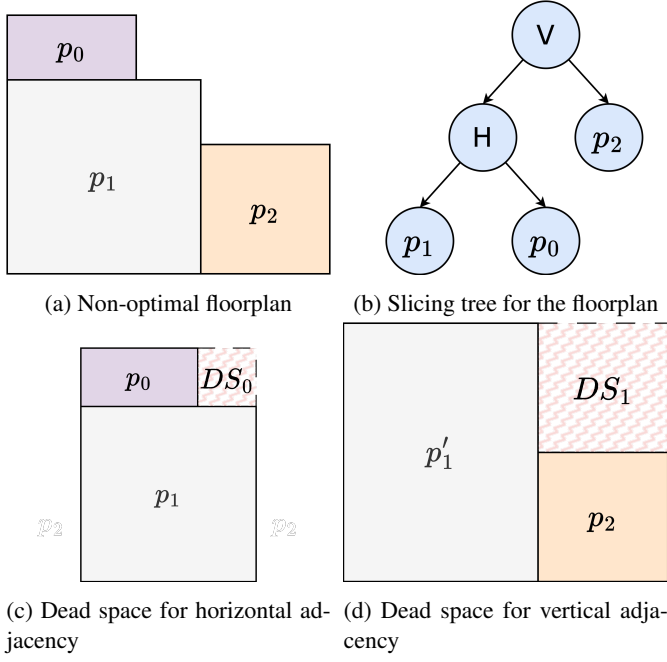 p₀
p₁
p₂
(a) Non-optimal floorplan
V
H
p₂
p₁
p₀
(b) Slicing tree for the floorplan
p₀
DS₀
p₁
p₂
p₂
(c) Dead space for horizontal ad-
jacency
DS₁
p′₁
p₂
(d) Dead space for vertical adja-
cency